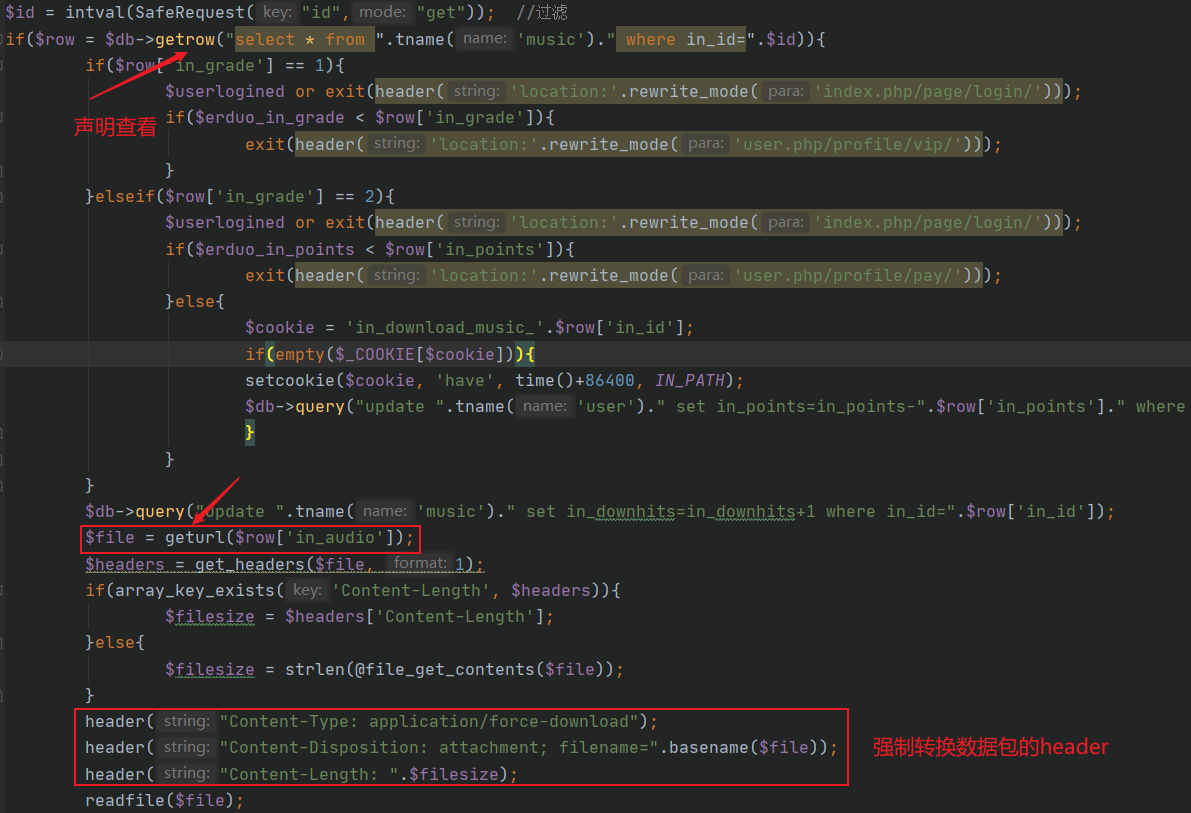 $id = intval(SafeRequest( key: "id", mode: "get"));  //过滤
if($row = $db->getrow("select * from ".tname( name: 'music')." where in_id=".$id)){
if($row['in_grade'] == 1){
$userlogined or exit(header( string: 'location:'.rewrite_mode( para: 'index.php/page/login/')));
声明查看
if($erduo_in_grade < $row['in_grade']){
exit(header( string: 'location:'.rewrite_mode( para: 'user.php/profile/vip/')));
}
}elseif($row['in_grade'] == 2){
$userlogined or exit(header( string: 'location:'.rewrite_mode( para: 'index.php/page/login/')));
if($erduo_in_points < $row['in_points']){
exit(header( string: 'location:'.rewrite_mode( para: 'user.php/profile/pay/')));
}else{
$cookie = 'in_download_music_'.$row['in_id'];
if(empty($_COOKIE[$cookie])){
setcookie($cookie, 'have', time()+86400, IN_PATH);
$db->query("update ".tname( name: 'user')." set in_points=in_points-".$row['in_points']." where
}
}
}
$db->query("update ".tname( name: 'music')." set in_downhits=in_downhits+1 where in_id=".$row['in_id']);
$file = geturl($row['in_audio']);
$headers = get_headers($file, format: 1);
if(array_key_exists( key: 'Content-Length', $headers)){
$filesize = $headers['Content-Length'];
}else{
$filesize = strlen(@file_get_contents($file));
}
header( string: "Content-Type: application/force-download");
header( string: "Content-Disposition: attachment; filename=".basename($file));
强制转换数据包的header
header( string: "Content-Length: ".$filesize);
readfile($file);